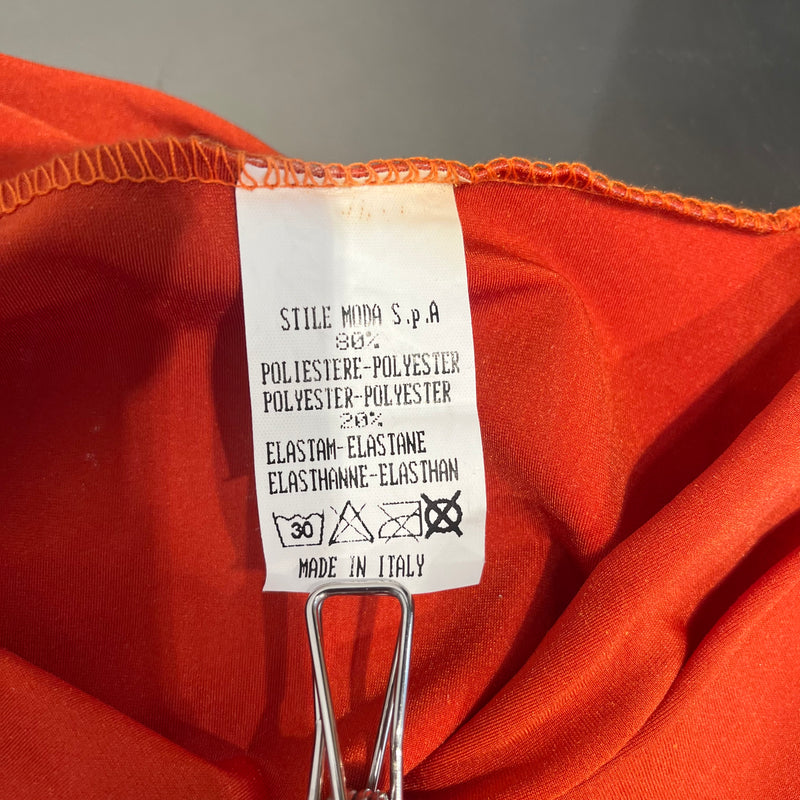 STILE MODA S.p.A
80%
POLIESTERE-POLYESTER
POLYESTER-POLYESTER
20%
ELASTAM-ELASTANE
ELASTHANNE-ELASTHAN
30
MADE IN ITALY